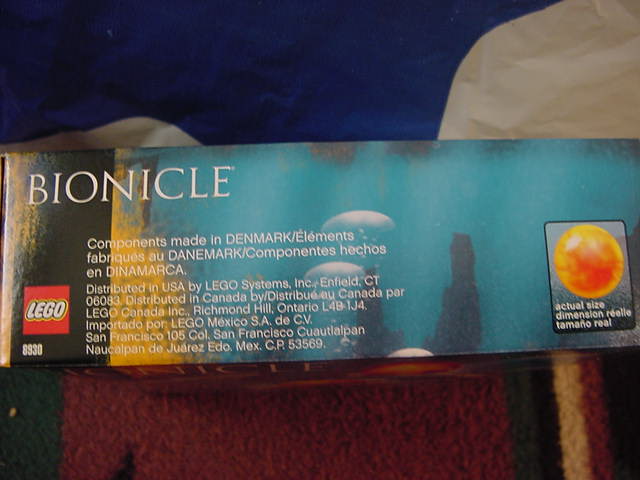 BIONICLE®
Components made in DENMARK/Éléments
fabriqués au DANEMARK/Componentes hechos
en DINAMARCA.
Distributed in USA by LEGO Systems, Inc., Enfield, CT
06083. Distributed in Canada by/Distribué au Canada par
LEGO Canada Inc., Richmond Hill, Ontario L4B 1J4.
Importado por: LEGO México S.A. de C.V.
San Francisco 105 Col. San Francisco Cuautlalpan
Naucalpan de Juárez Edo. Mex. C.P. 53569.
LEGO
8930
actual size
dimension réelle
tamaño real
BIONICLE